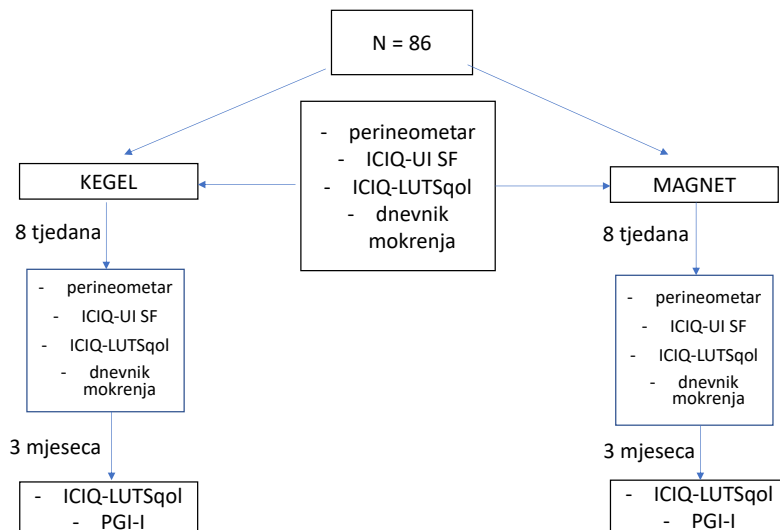 N = 86
- perineometar
- ICIQ-UI SF
- ICIQ-LUTSqol
- dnevnik
mokrenja
KEGEL
MAGNET
8 tjedana
8 tjedana
- perineometar
- ICIQ-UI SF
- ICIQ-LUTSqol
- dnevnik
mokrenja
- perineometar
- ICIQ-UI SF
- ICIQ-LUTSqol
- dnevnik
mokrenja
3 mjeseca
3 mjeseca
- ICIQ-LUTSqol
- PGI-I
- ICIQ-LUTSqol
- PGI-I